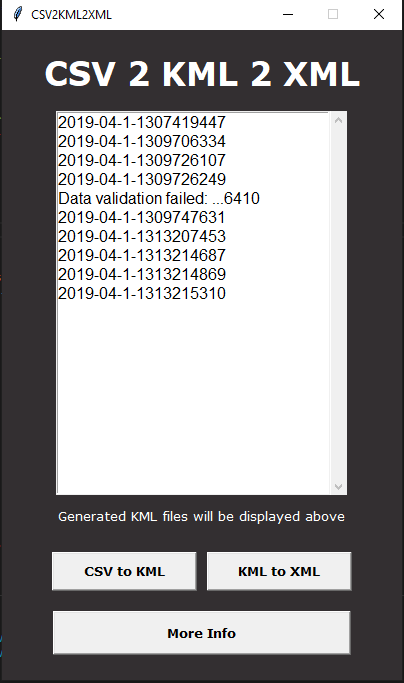 CSV2KML2XML
CSV 2 KML 2 XML
2019-04-1-1307419447
2019-04-1-1309706334
2019-04-1-1309726107
2019-04-1-1309726249
Data validation failed: ...6410
2019-04-1-1309747631
2019-04-1-1313207453
2019-04-1-1313214687
2019-04-1-1313214869
2019-04-1-1313215310
Generated KML files will be displayed above
CSV to KML
KML to XML
More Info